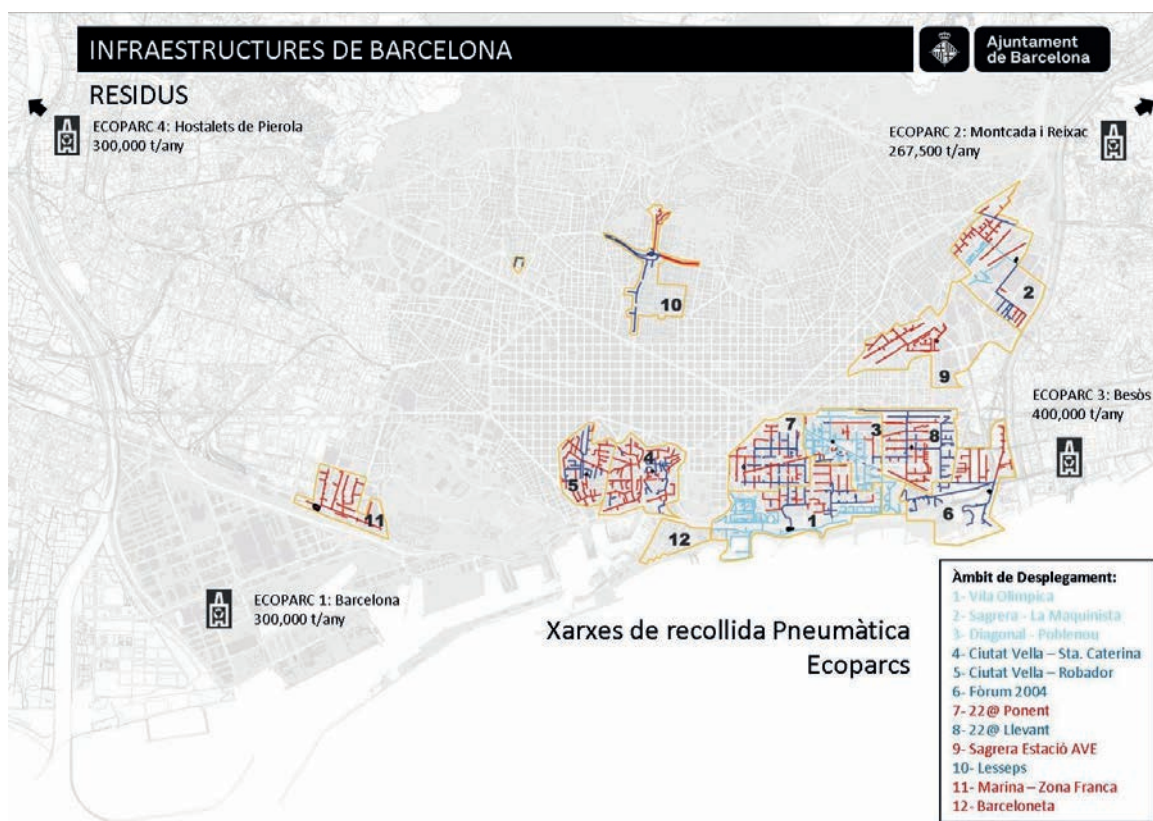 INFRAESTRUCTURES DE BARCELONA
Ajuntament
de Barcelona
RESIDUS
ECOPARC 4: Hostalets de Pierola
300,000 t/any
ECOPARC 2: Montcada i Reixac
267,500 t/any
10
2
9
ECOPARC 3: Besòs
400,000 t/any
7
3
8
4
5
6
11
1
12
ECOPARC 1: Barcelona
300,000 t/any
Xarxes de recollida Pneumàtica
Ecoparcs
Àmbit de Desplegament:
1- Vila Olímpica
2- Sagrera - La Maquinista
3- Diagonal - Poblenou
4- Ciutat Vella – Sta. Caterina
5- Ciutat Vella – Robador
6- Fòrum 2004
7- 22@ Ponent
8- 22@ Llevant
9- Sagrera Estació AVE
10- Lesseps
11- Marina – Zona Franca
12- Barceloneta